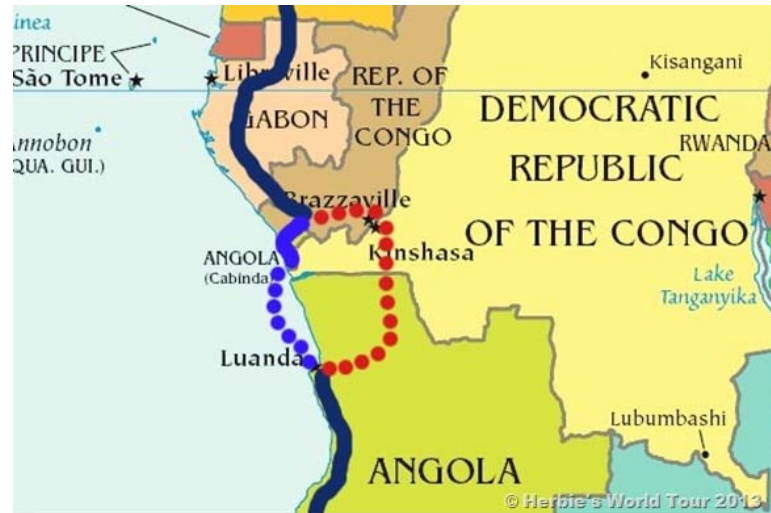 inea
PRINCIPE
São Tome
Libreville
REP. OF
THE
CONGO
Kisangani
DEMOCRATIC
REPUBLIC
OF THE CONGO
GABON
RWANDA
Annobon
QUA. GUI.)
Brazzaville
Kinshasa
ANGOLA
(Cabinda)
Lake
Tanganyika
Luanda
Lubumbashi
ANGOLA
© Herbie's World Tour 2013